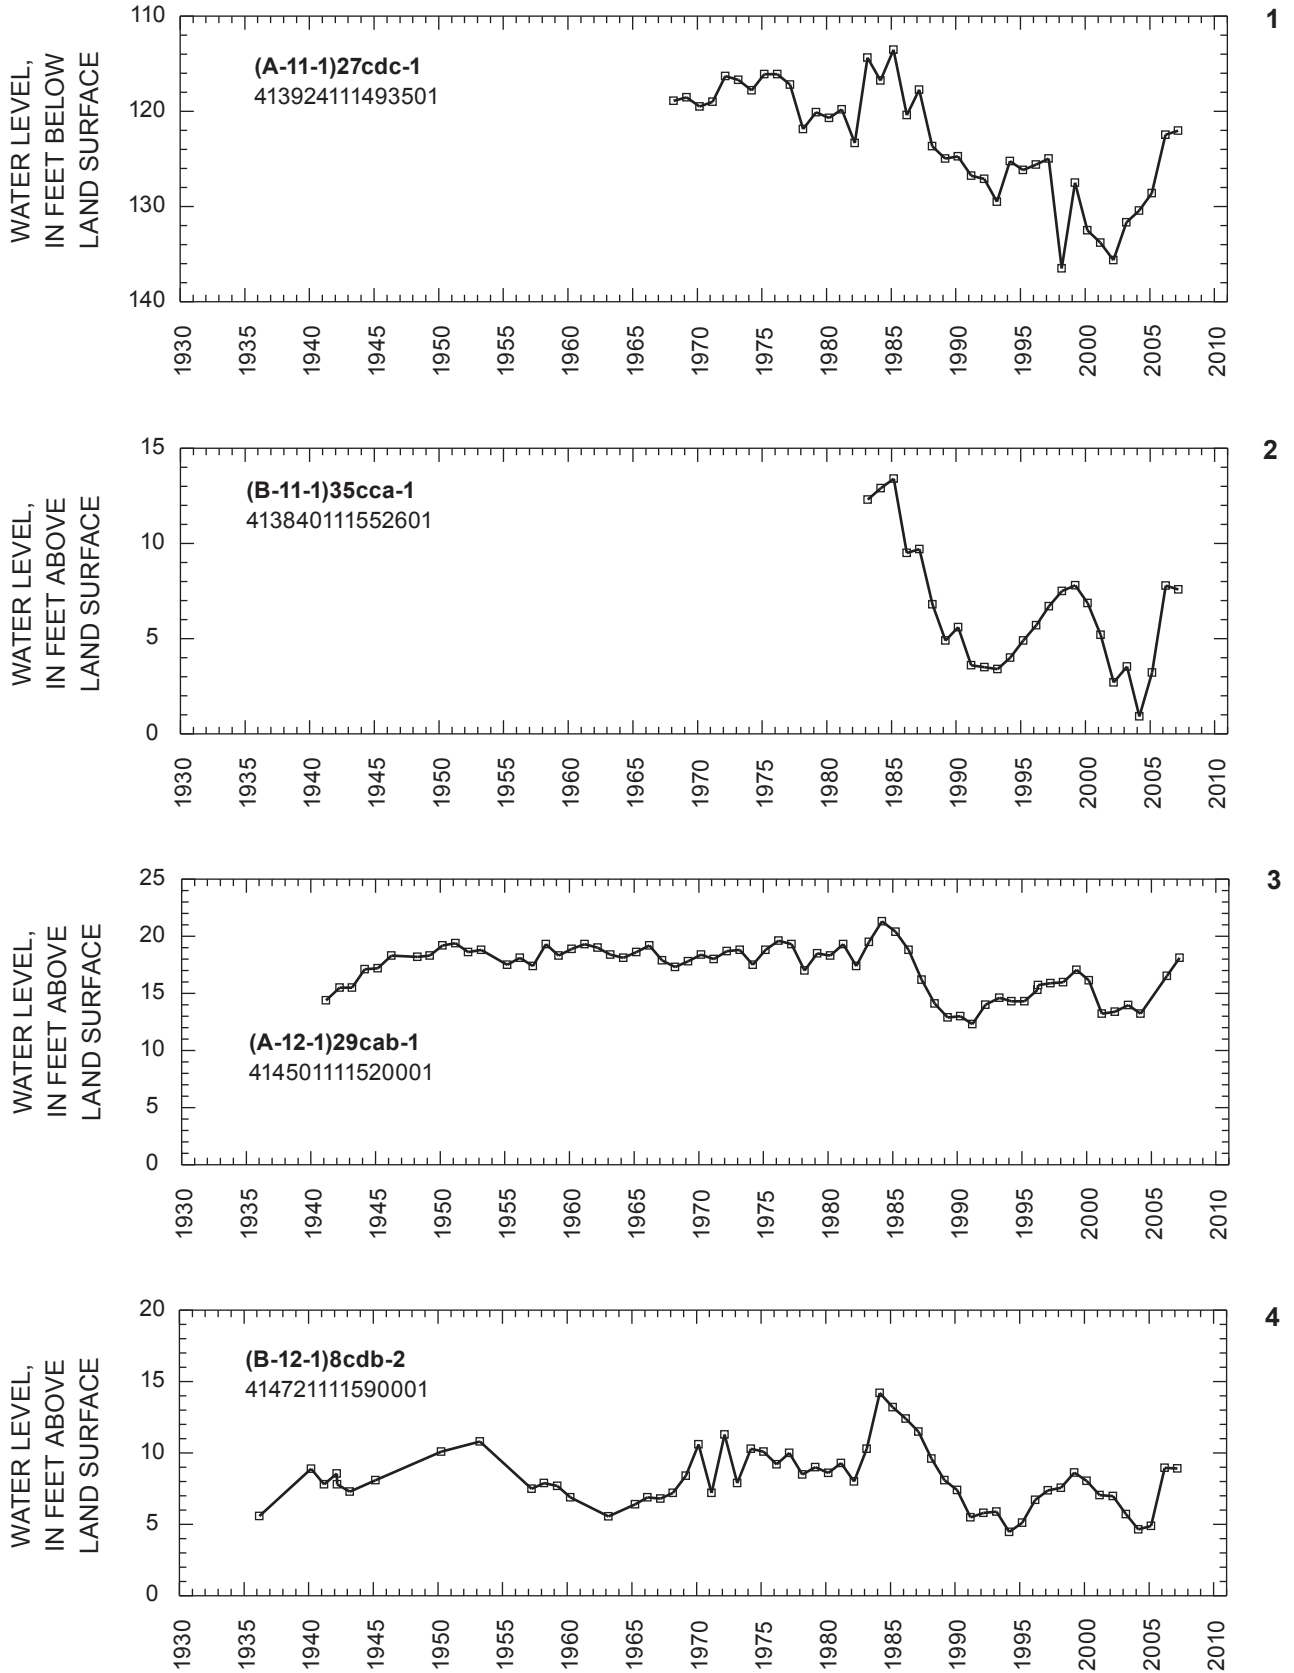 1
WATER LEVEL,
IN FEET BELOW
LAND SURFACE
110
120
130
140
(A-11-1)27cdc-1
413924111493501
1930 1935 1940 1945 1950 1955 1960 1965 1970 1975 1980 1985 1990 1995 2000 2005 2010
2
WATER LEVEL,
IN FEET ABOVE
LAND SURFACE
15
10
5
0
(B-11-1)35cca-1
413840111552601
1930 1935 1940 1945 1950 1955 1960 1965 1970 1975 1980 1985 1990 1995 2000 2005 2010
3
WATER LEVEL,
IN FEET ABOVE
LAND SURFACE
25
20
15
10
5
0
(A-12-1)29cab-1
414501111520001
1930 1935 1940 1945 1950 1955 1960 1965 1970 1975 1980 1985 1990 1995 2000 2005 2010
4
WATER LEVEL,
IN FEET ABOVE
LAND SURFACE
20
15
10
5
0
(B-12-1)8cdb-2
414721111590001
1930 1935 1940 1945 1950 1955 1960 1965 1970 1975 1980 1985 1990 1995 2000 2005 2010